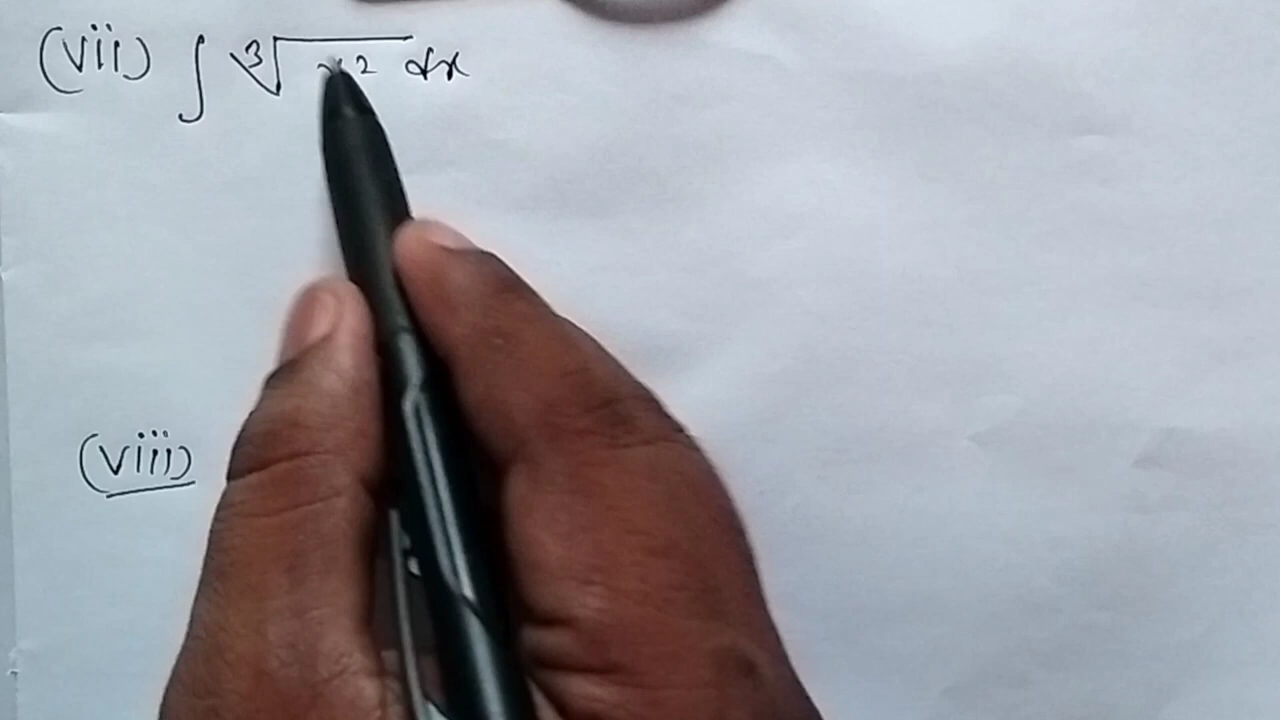 (vii) ∫ ∛x² dx
(viii)